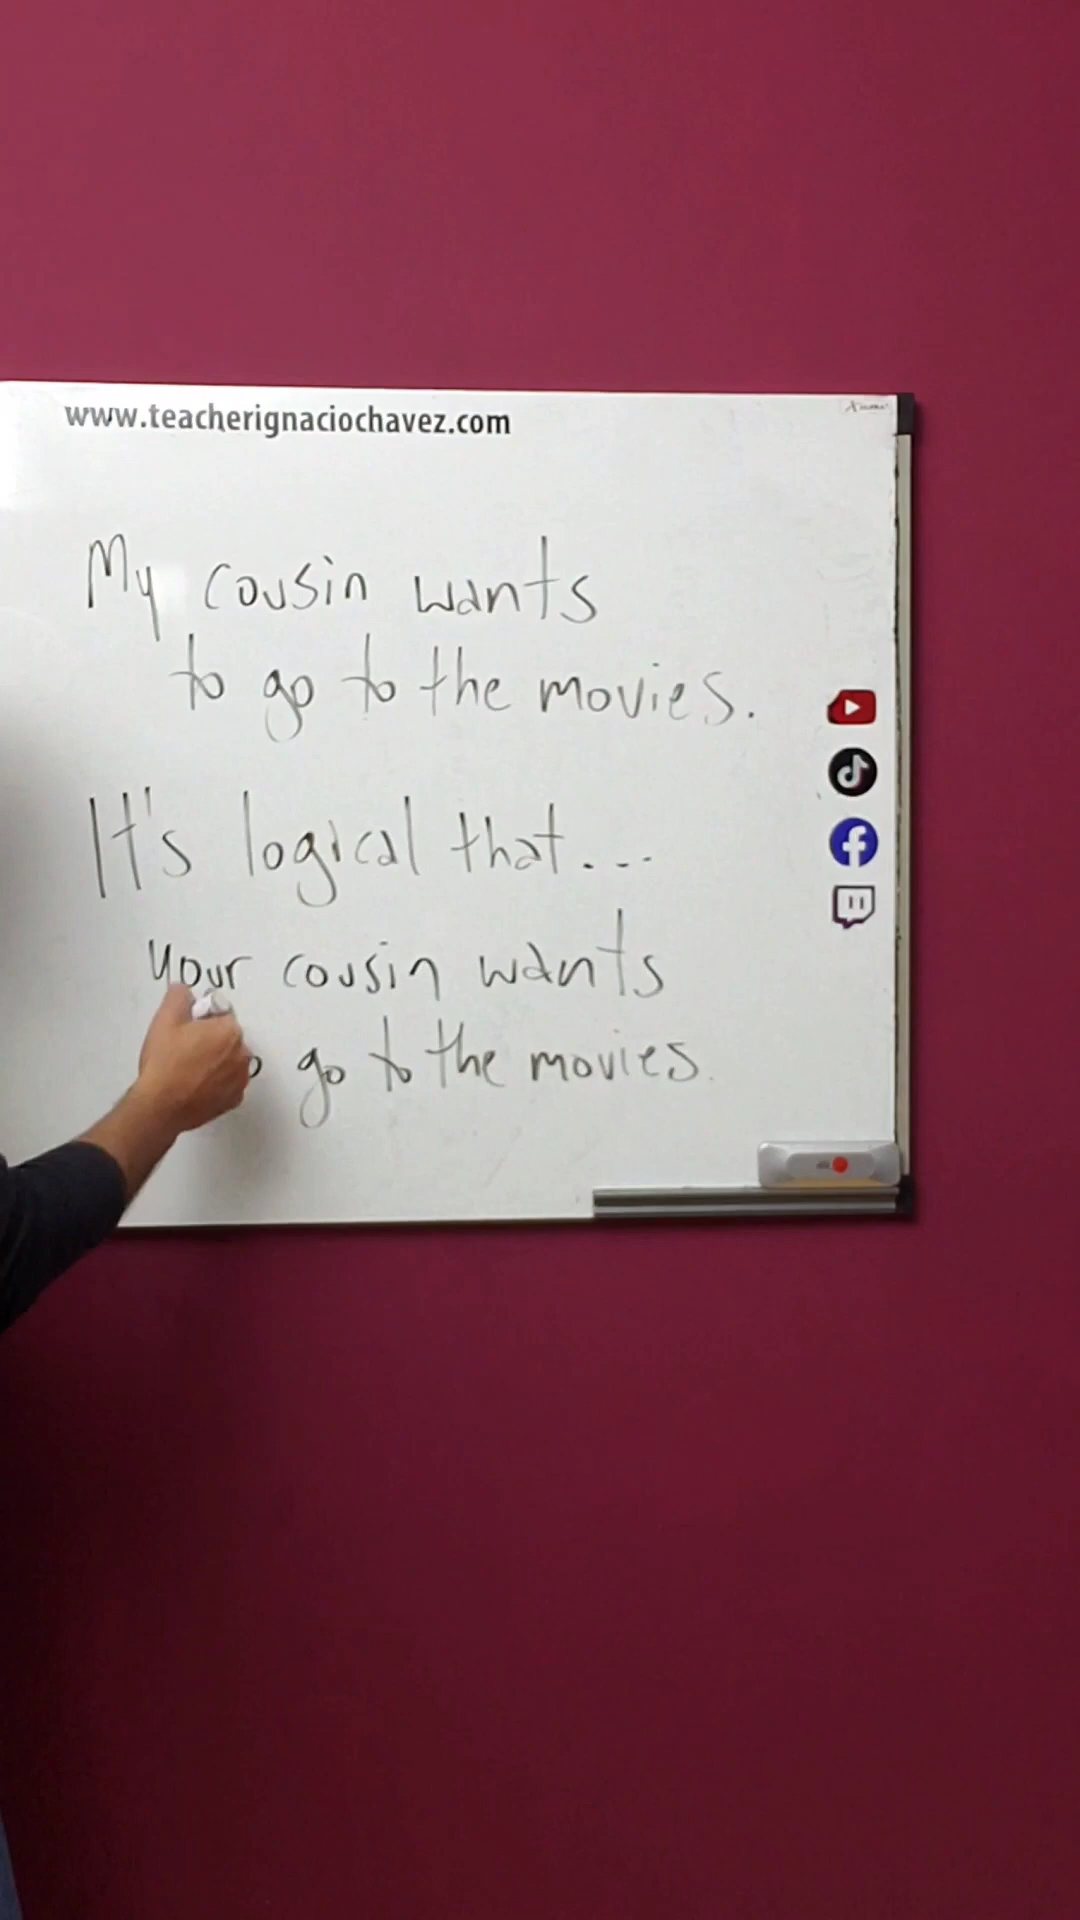 www.teacherignaciochavez.com
My cousin wants
to go to the movies.
It's logical that...
your cousin wants
go to the movies.